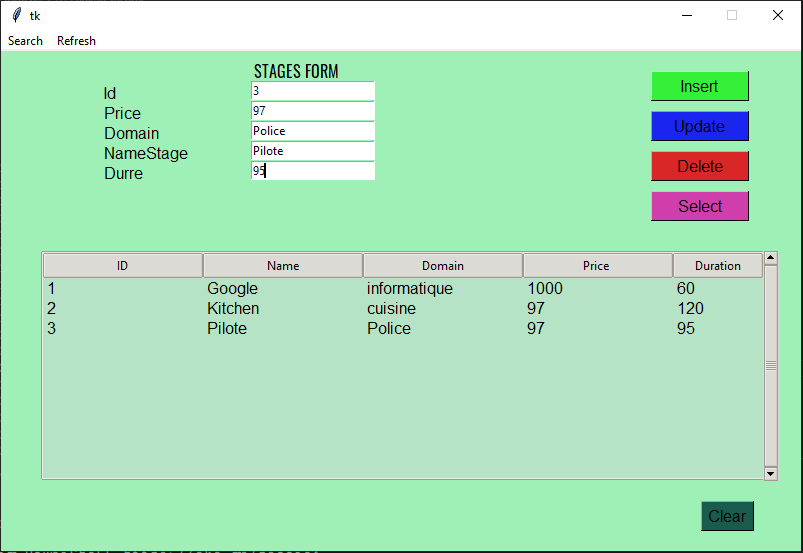 tk
Search Refresh
STAGES FORM
Id 3
Price 97
Domain Police
NameStage Pilote
Durre 95
Insert
Update
Delete
Select
ID Name Domain Price Duration
1 Google informatique 1000 60
2 Kitchen cuisine 97 120
3 Pilote Police 97 95
Clear